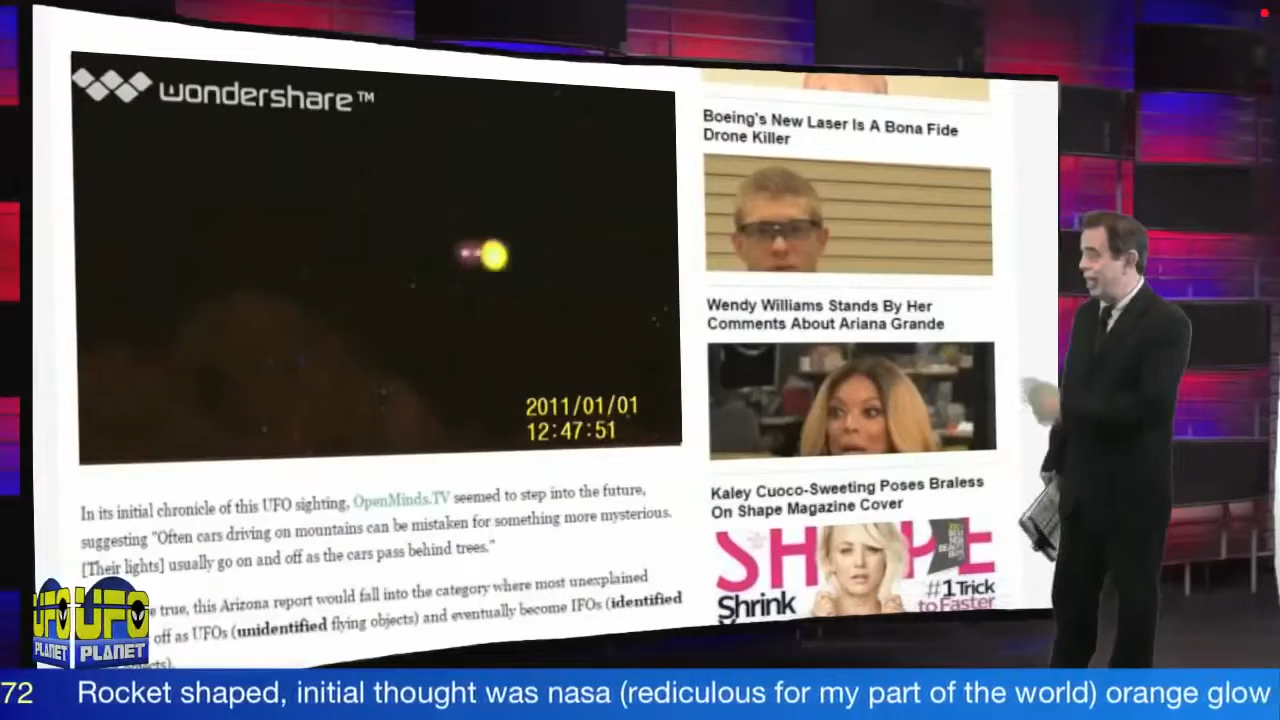 wondershare™
2011/01/01
12:47:51
In its initial chronicle of this UFO sighting, OpenMinds.TV seemed to step into the future,
suggesting "Often cars driving on mountains can be mistaken for something more mysterious.
[Their lights] usually go on and off as the cars pass behind trees."
e true, this Arizona report would fall into the category where most unexplained
off as UFOs (unidentified flying objects) and eventually become IFOs (identified
Boeing's New Laser Is A Bona Fide
Drone Killer
Wendy Williams Stands By Her
Comments About Ariana Grande
Kaley Cuoco-Sweeting Poses Braless
On Shape Magazine Cover
SHAPE
Shrink
#1 Trick
to Faster
UFO UFO
PLANET PLANET
72 Rocket shaped, initial thought was nasa (rediculous for my part of the world) orange glow